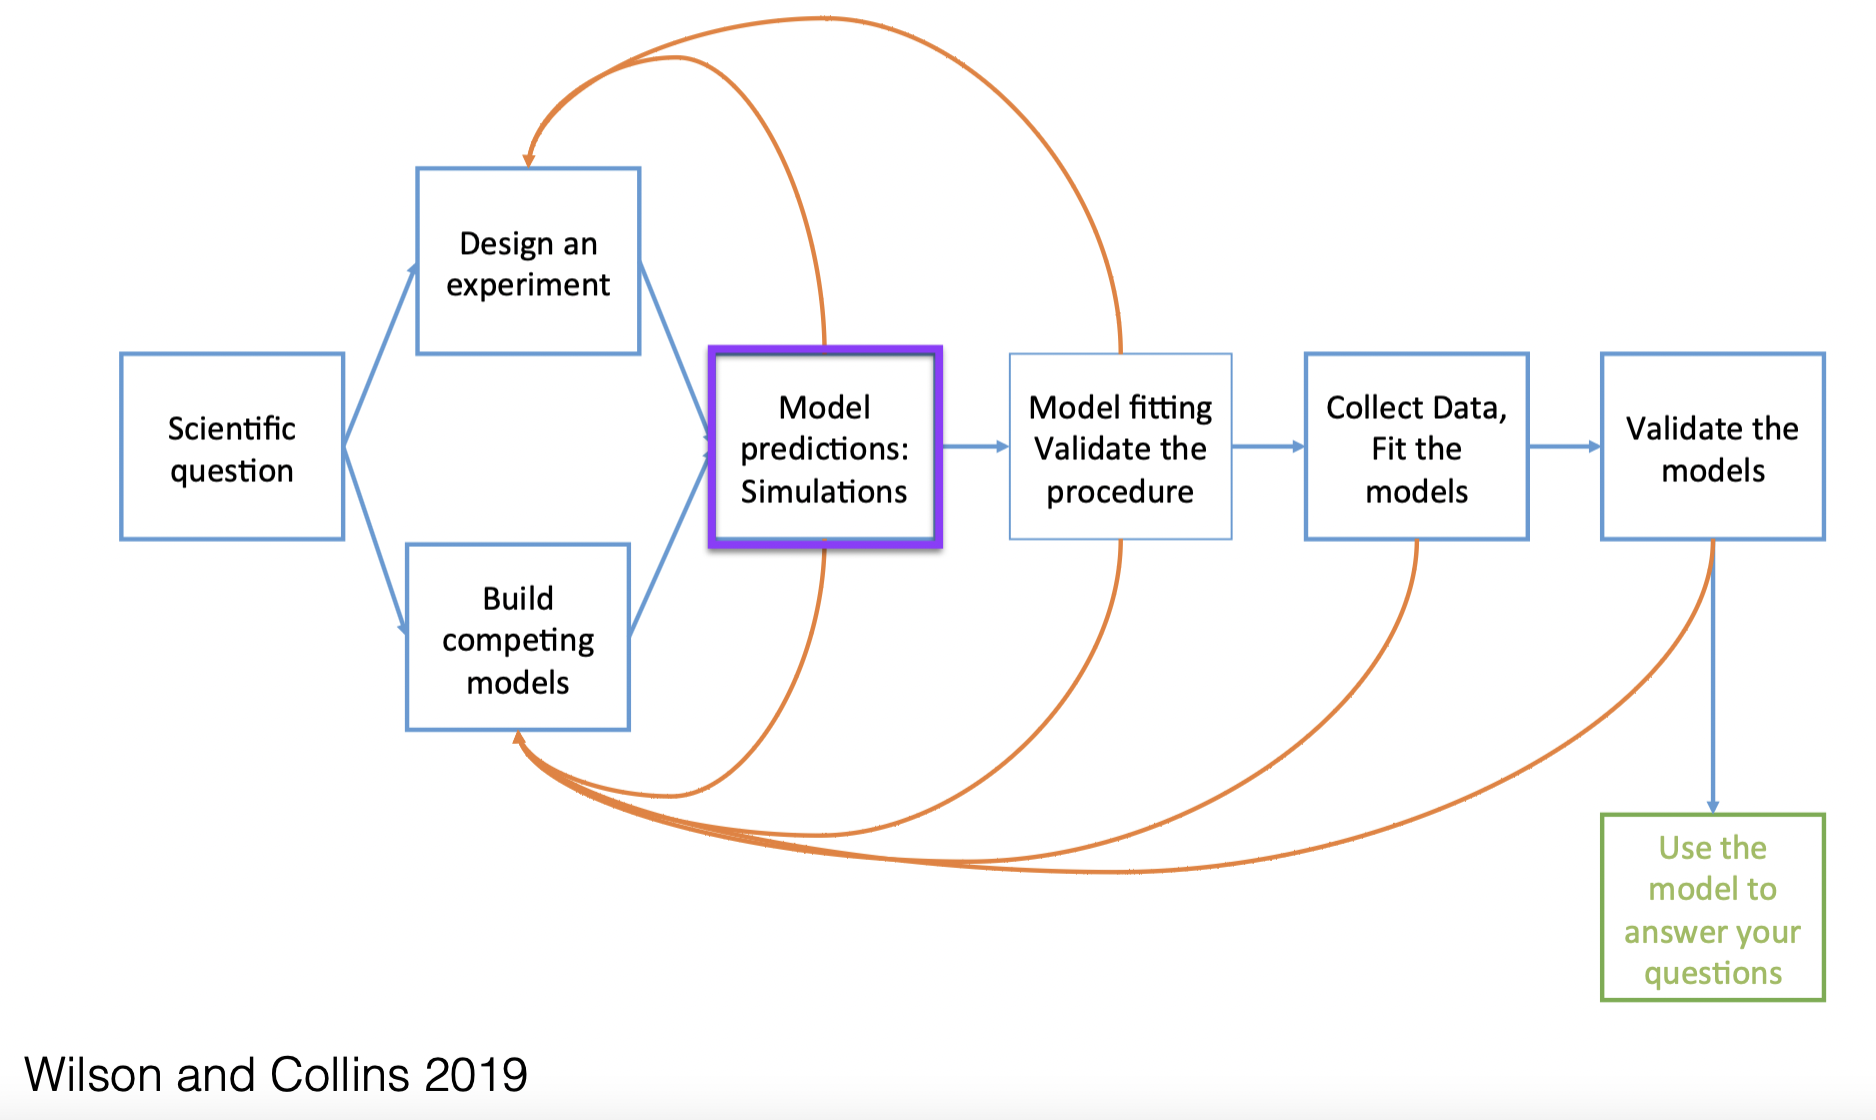 Scientific
question
Design an
experiment
Build
competing
models
Model
predictions:
Simulations
Model fitting
Validate the
procedure
Collect Data,
Fit the
models
Validate the
models
Use the
model to
answer your
questions
Wilson and Collins 2019